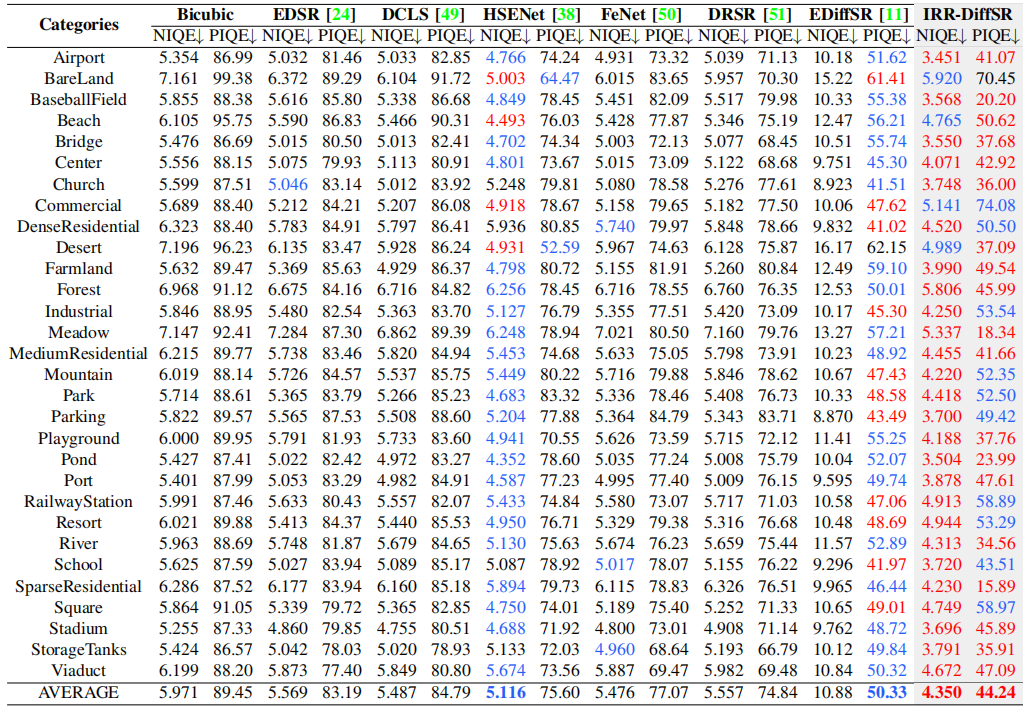 Categories Bicubic EDSR [24] DCLS [49] HSENet [38] FeNet [50] DRSR [51] EDiffSR [11] IRR-DiffSR
NIQE↓ PIQE↓ NIQE↓ PIQE↓ NIQE↓ PIQE↓ NIQE↓ PIQE↓ NIQE↓ PIQE↓ NIQE↓ PIQE↓ NIQE↓ PIQE↓ NIQE↓ PIQE↓
Airport 5.354 86.99 5.032 81.46 5.033 82.85 4.766 74.24 4.931 73.32 5.039 71.13 10.18 51.62 3.451 41.07
BareLand 7.161 99.38 6.372 89.29 6.104 91.72 5.003 64.47 6.015 83.65 5.957 70.30 15.22 61.41 5.920 70.45
BaseballField 5.855 88.38 5.616 85.80 5.338 86.68 4.849 78.45 5.451 82.09 5.517 79.98 10.33 55.38 3.568 20.20
Beach 6.105 95.75 5.590 86.83 5.466 90.31 4.493 76.03 5.428 77.87 5.346 75.19 12.47 56.21 4.765 50.62
Bridge 5.476 86.69 5.015 80.50 5.013 82.41 4.702 74.34 5.003 72.13 5.077 68.45 10.51 55.74 3.550 37.68
Center 5.556 88.15 5.075 79.93 5.113 80.91 4.801 73.67 5.015 73.09 5.122 68.68 9.751 45.30 4.071 42.92
Church 5.599 87.51 5.046 83.14 5.012 83.92 5.248 79.81 5.080 78.58 5.276 77.61 8.923 41.51 3.748 36.00
Commercial 5.689 88.40 5.212 84.21 5.207 86.08 4.918 78.67 5.158 79.65 5.182 77.50 10.06 47.62 5.141 74.08
DenseResidential 6.323 88.40 5.783 84.91 5.797 86.41 5.936 80.85 5.740 79.97 5.848 78.66 9.832 41.02 4.520 50.50
Desert 7.196 96.23 6.135 83.47 5.928 86.24 4.931 52.59 5.967 74.63 6.128 75.87 16.17 62.15 4.989 37.09
Farmland 5.632 89.47 5.369 85.63 4.929 86.37 4.798 80.72 5.155 81.91 5.260 80.84 12.49 59.10 3.990 49.54
Forest 6.968 91.12 6.675 84.16 6.716 84.82 6.256 78.45 6.716 78.55 6.760 76.35 12.53 50.01 5.806 45.99
Industrial 5.846 88.95 5.480 82.54 5.363 83.70 5.127 76.79 5.355 77.51 5.420 73.09 10.17 45.30 4.250 53.54
Meadow 7.147 92.41 7.284 87.30 6.862 89.39 6.248 78.94 7.021 80.50 7.160 79.76 13.27 57.21 5.337 18.34
MediumResidential 6.215 89.77 5.738 83.46 5.820 84.94 5.453 74.68 5.633 75.05 5.798 73.91 10.23 48.92 4.455 41.66
Mountain 6.019 88.14 5.726 84.57 5.537 85.75 5.449 80.22 5.716 79.88 5.846 78.62 10.67 47.43 4.220 52.35
Park 5.714 88.61 5.365 83.79 5.266 85.23 4.683 83.32 5.336 78.46 5.408 76.73 10.33 48.58 4.418 52.50
Parking 5.822 89.57 5.565 87.53 5.508 88.60 5.204 77.88 5.364 84.79 5.343 83.71 8.870 43.49 3.700 49.42
Playground 6.000 89.95 5.791 81.93 5.733 83.60 4.941 70.55 5.626 73.59 5.715 72.12 11.41 55.25 4.188 37.76
Pond 5.427 87.41 5.022 82.42 4.972 83.27 4.352 78.60 5.035 77.24 5.008 75.79 10.04 52.07 3.504 23.99
Port 5.401 87.99 5.053 83.29 4.982 84.91 4.587 77.23 4.995 77.40 5.009 76.15 9.595 49.74 3.878 47.61
RailwayStation 5.991 87.46 5.633 80.43 5.557 82.07 5.433 74.84 5.580 73.07 5.717 71.03 10.58 47.06 4.913 58.89
Resort 6.021 89.88 5.413 84.37 5.440 85.53 4.950 76.71 5.329 79.38 5.316 76.68 10.48 48.69 4.944 53.29
River 5.963 88.69 5.748 81.87 5.679 84.65 5.130 75.63 5.674 76.23 5.659 75.44 11.57 52.89 4.313 34.56
School 5.625 87.59 5.027 83.94 5.089 85.17 5.087 78.92 5.017 78.07 5.155 76.22 9.296 41.97 3.720 43.51
SparseResidential 6.286 87.52 6.177 83.94 6.160 85.18 5.894 79.73 6.115 78.83 6.326 76.51 9.965 46.44 4.230 15.89
Square 5.864 91.05 5.339 79.72 5.365 82.85 4.750 74.01 5.189 75.40 5.252 71.33 10.65 49.01 4.749 58.97
Stadium 5.255 87.33 4.860 79.85 4.755 80.51 4.688 71.92 4.800 73.01 4.908 71.14 9.762 48.72 3.696 45.89
StorageTanks 5.424 86.57 5.042 78.03 5.020 78.93 5.133 72.03 4.960 68.64 5.193 66.79 10.12 49.84 3.791 35.91
Viaduct 6.199 88.20 5.873 77.40 5.849 80.80 5.674 73.56 5.887 69.47 5.982 69.48 10.84 50.32 4.672 47.09
AVERAGE 5.971 89.45 5.569 83.19 5.487 84.79 5.116 75.60 5.476 77.07 5.557 74.84 10.88 50.33 4.350 44.24